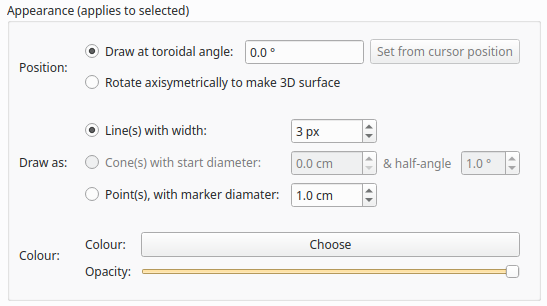 Appearance (applies to selected)
Position:
Draw at toroidal angle: 0.0 ° Set from cursor position
Rotate axisymmetrically to make 3D surface
Draw as:
Line(s) with width: 3 px
Cone(s) with start diameter: 0.0 cm & half-angle 1.0 °
Point(s), with marker diamater: 1.0 cm
Colour:
Colour: Choose
Opacity: